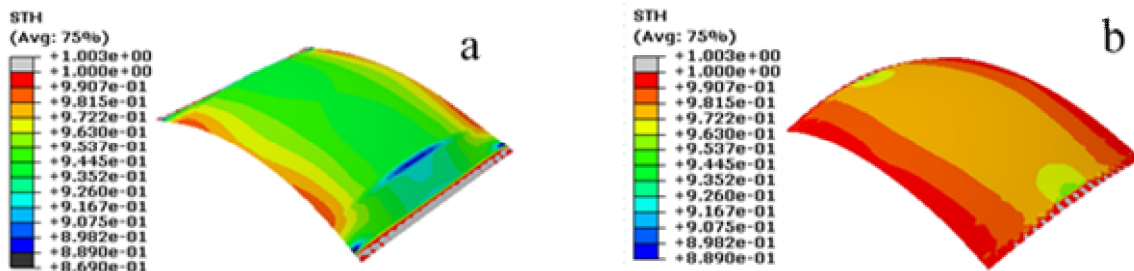 STH
(Avg: 75%)
+1.003e+00
+1.000e+00
+9.907e-01
+9.815e-01
+9.722e-01
+9.630e-01
+9.537e-01
+9.445e-01
+9.352e-01
+9.260e-01
+9.167e-01
+9.075e-01
+8.982e-01
+8.890e-01
+8.690e-01
a
STH
(Avg: 75%)
+1.003e+00
+1.000e+00
+9.907e-01
+9.815e-01
+9.722e-01
+9.630e-01
+9.537e-01
+9.445e-01
+9.352e-01
+9.260e-01
+9.167e-01
+9.075e-01
+8.982e-01
+8.890e-01
b